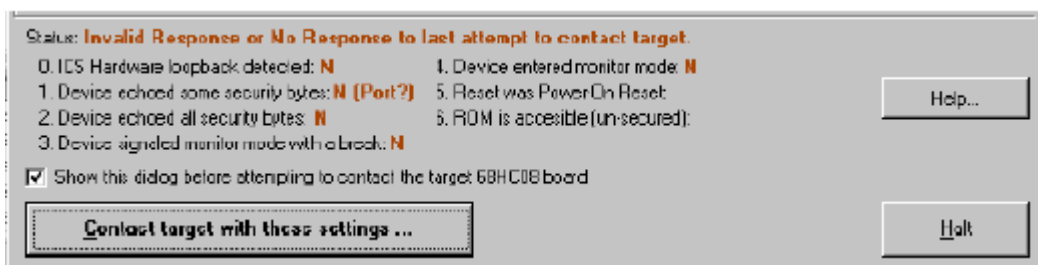 Status: Invalid Response or No Response to last attempt to contact target.
0. ICS Hardware loopback detected: N
1. Device echoed some security bytes: N (Port?)
2. Device echoed all security bytes: N
3. Device signaled monitor mode with a break: N
4. Device entered monitor mode: N
5. Reset was Power-On Reset:
6. ROM is accesible (un-secured):
Help...
Show this dialog before attempting to contact the target 68HC08 board
Contact target with these settings ...
Halt